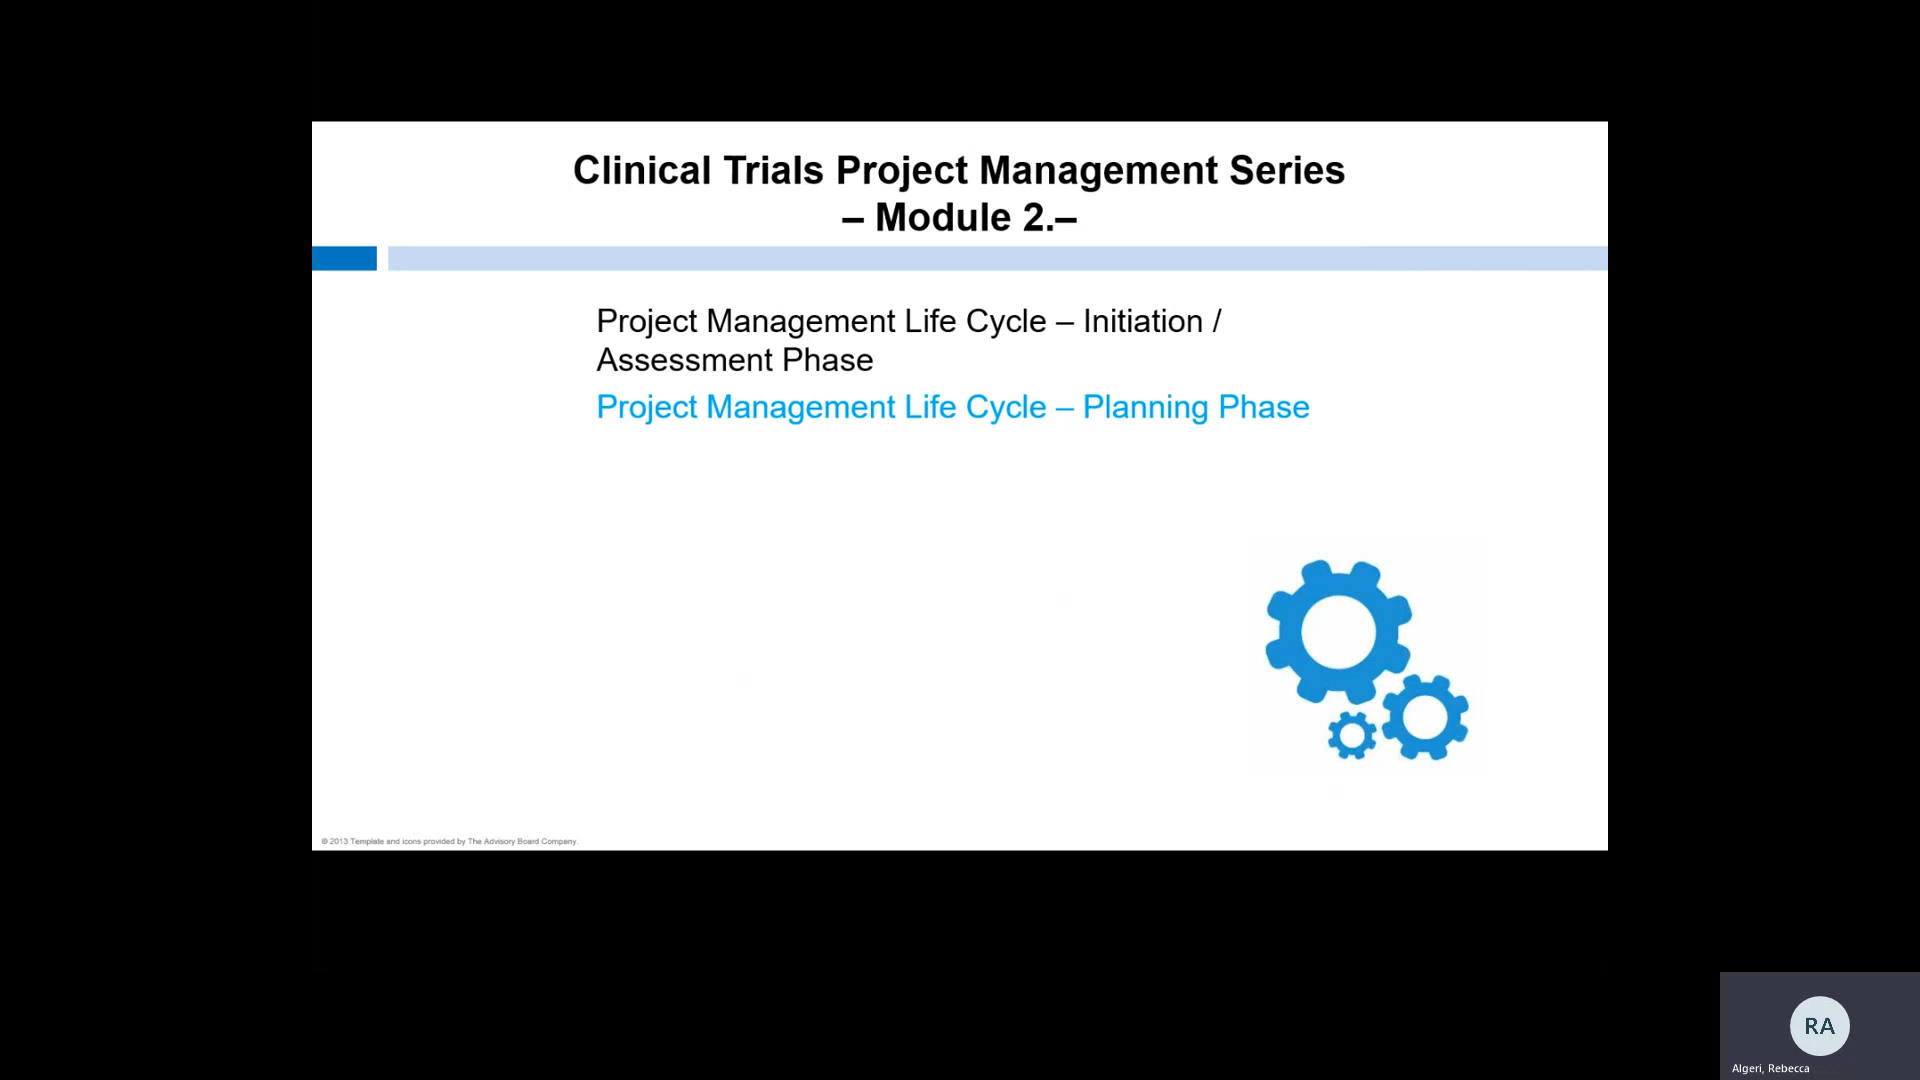 Clinical Trials Project Management Series
– Module 2.–
Project Management Life Cycle – Initiation /
Assessment Phase
Project Management Life Cycle – Planning Phase
© 2013 Template and icons provided by The Advisory Board Company.
RA
Algeri, Rebecca